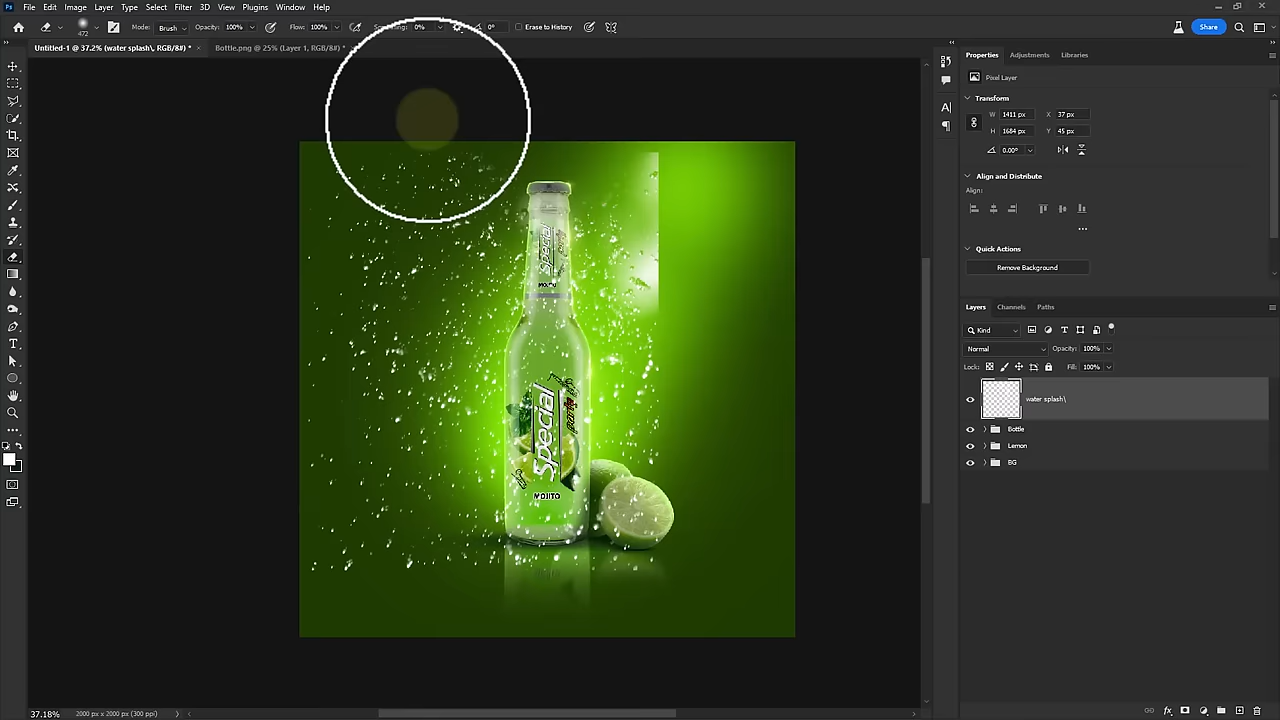 Ps File Edit Image Layer Type Select Filter 3D View Plugins Window Help
472 Mode: Brush Opacity: 100% Flow: 100% 0% 0° Erase to History Share
Untitled-1 @ 37.2% (water splash\, RGB/8#) * × Bottle.png @ 25% (Layer 1, RGB/8#) *
Properties Adjustments Libraries
Pixel Layer
Transform
W 1411 px X 37 px
H 1684 px Y 45 px
0.00°
Align and Distribute
Align:
Quick Actions
Remove Background
Layers Channels Paths
Kind
Normal Opacity: 100%
Lock: Fill: 100%
water splash\
Bottle
Lemon
BG
Special
Special
MOJITO
37.18% 2000 px x 2000 px (300 ppi)